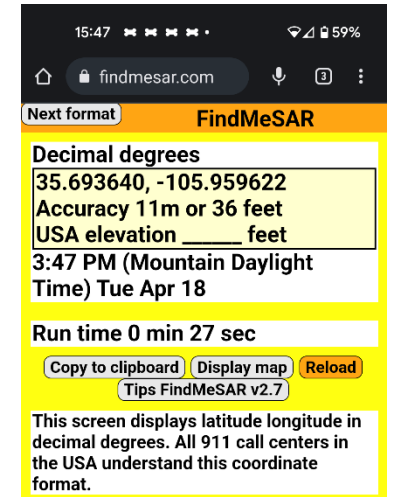 15:47
59%
findmesar.com
3
Next format
FindMeSAR
Decimal degrees
35.693640, -105.959622
Accuracy 11m or 36 feet
USA elevation ______ feet
3:47 PM (Mountain Daylight
Time) Tue Apr 18
Run time 0 min 27 sec
Copy to clipboard
Display map
Reload
Tips FindMeSAR v2.7
This screen displays latitude longitude in
decimal degrees. All 911 call centers in
the USA understand this coordinate
format.